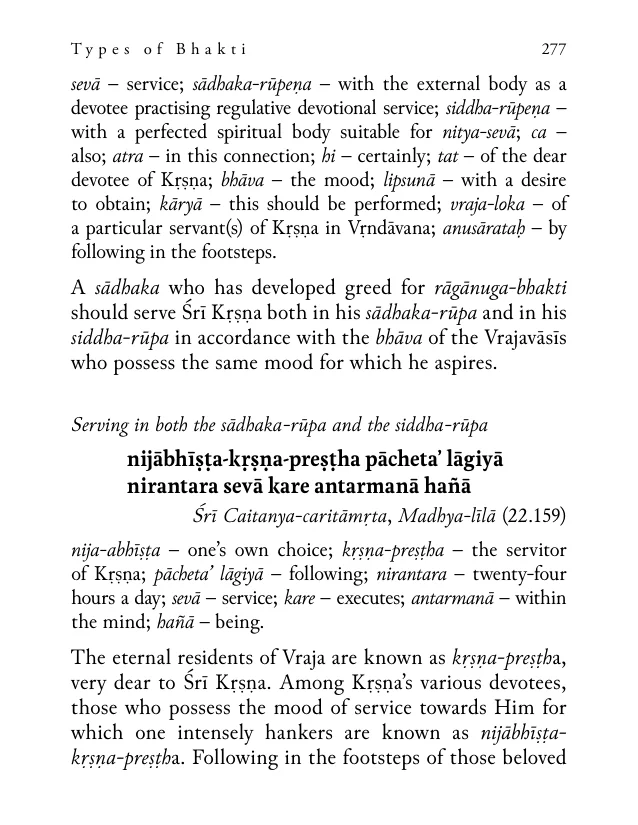 Types of Bhakti 277
sevā – service; sādhaka-rūpeṇa – with the external body as a
devotee practising regulative devotional service; siddha-rūpeṇa –
with a perfected spiritual body suitable for nitya-sevā; ca –
also; atra – in this connection; hi – certainly; tat – of the dear
devotee of Kṛṣṇa; bhāva – the mood; lipsunā – with a desire
to obtain; kāryā – this should be performed; vraja-loka – of
a particular servant(s) of Kṛṣṇa in Vṛndāvana; anusārataḥ – by
following in the footsteps.
A sādhaka who has developed greed for rāgānuga-bhakti
should serve Śrī Kṛṣṇa both in his sādhaka-rūpa and in his
siddha-rūpa in accordance with the bhāva of the Vrajavāsīs
who possess the same mood for which he aspires.
Serving in both the sādhaka-rūpa and the siddha-rūpa
nijābhīṣṭa-kṛṣṇa-preṣṭha pācheta’ lāgiyā
nirantara sevā kare antarmanā hañā
Śrī Caitanya-caritāmṛta, Madhya-līlā (22.159)
nija-abhīṣṭa – one’s own choice; kṛṣṇa-preṣṭha – the servitor
of Kṛṣṇa; pācheta’ lāgiyā – following; nirantara – twenty-four
hours a day; sevā – service; kare – executes; antarmanā – within
the mind; hañā – being.
The eternal residents of Vraja are known as kṛṣṇa-preṣṭha,
very dear to Śrī Kṛṣṇa. Among Kṛṣṇa’s various devotees,
those who possess the mood of service towards Him for
which one intensely hankers are known as nijābhīṣṭa-
kṛṣṇa-preṣṭha. Following in the footsteps of those beloved